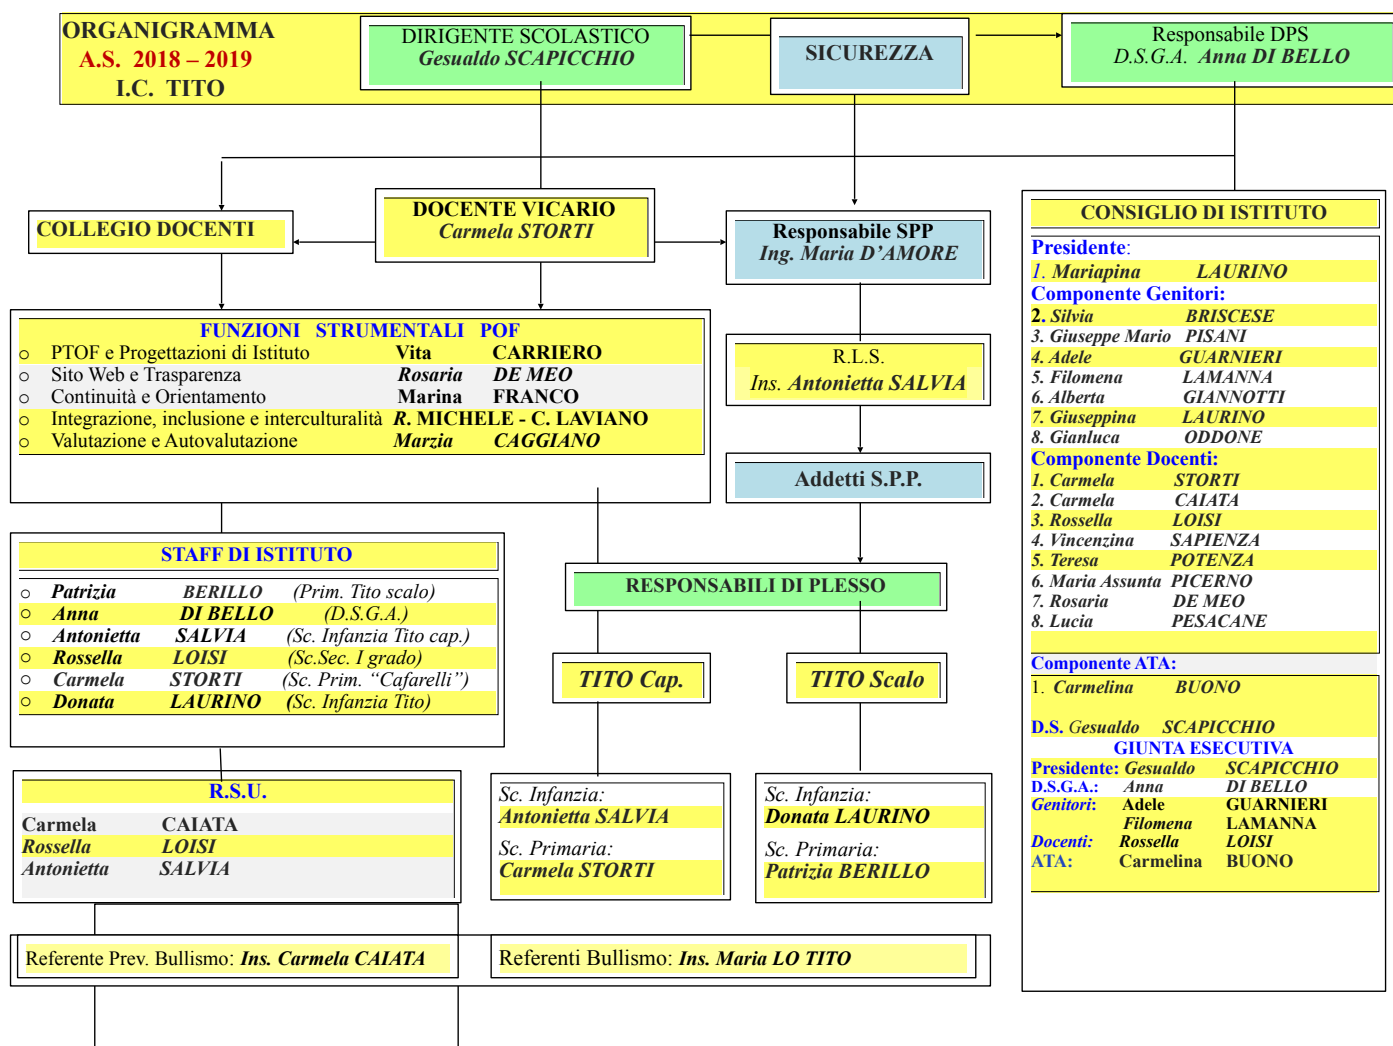 ORGANIGRAMMA
A.S. 2018 – 2019
I.C. TITO
DIRIGENTE SCOLASTICO
Gesualdo SCAPICCHIO
SICUREZZA
Responsabile DPS
D.S.G.A. Anna DI BELLO
COLLEGIO DOCENTI
DOCENTE VICARIO
Carmela STORTI
Responsabile SPP
Ing. Maria D’AMORE
FUNZIONI STRUMENTALI POF
○ PTOF e Progettazioni di Istituto Vita CARRIERO
○ Sito Web e Trasparenza Rosaria DE MEO
○ Continuità e Orientamento Marina FRANCO
○ Integrazione, inclusione e interculturalità R. MICHELE - C. LAVIANO
○ Valutazione e Autovalutazione Marzia CAGGIANO
R.L.S.
Ins. Antonietta SALVIA
Addetti S.P.P.
STAFF DI ISTITUTO
○ Patrizia BERILLO (Prim. Tito scalo)
○ Anna DI BELLO (D.S.G.A.)
○ Antonietta SALVIA (Sc. Infanzia Tito cap.)
○ Rossella LOISI (Sc.Sec. I grado)
○ Carmela STORTI (Sc. Prim. “Cafarelli”)
○ Donata LAURINO (Sc. Infanzia Tito)
RESPONSABILI DI PLESSO
TITO Cap.
TITO Scalo
R.S.U.
Carmela CAIATA
Rossella LOISI
Antonietta SALVIA
Sc. Infanzia:
Antonietta SALVIA
Sc. Primaria:
Carmela STORTI
Sc. Infanzia:
Donata LAURINO
Sc. Primaria:
Patrizia BERILLO
Referente Prev. Bullismo: Ins. Carmela CAIATA
Referenti Bullismo: Ins. Maria LO TITO
CONSIGLIO DI ISTITUTO
Presidente:
1. Mariapina LAURINO
Componente Genitori:
2. Silvia BRISCESE
3. Giuseppe Mario PISANI
4. Adele GUARNIERI
5. Filomena LAMANNA
6. Alberta GIANNOTTI
7. Giuseppina LAURINO
8. Gianluca ODDONE
Componente Docenti:
1. Carmela STORTI
2. Carmela CAIATA
3. Rossella LOISI
4. Vincenzina SAPIENZA
5. Teresa POTENZA
6. Maria Assunta PICERNO
7. Rosaria DE MEO
8. Lucia PESACANE
Componente ATA:
1. Carmelina BUONO
D.S. Gesualdo SCAPICCHIO
GIUNTA ESECUTIVA
Presidente: Gesualdo SCAPICCHIO
D.S.G.A.: Anna DI BELLO
Genitori: Adele GUARNIERI
Filomena LAMANNA
Docenti: Rossella LOISI
ATA: Carmelina BUONO